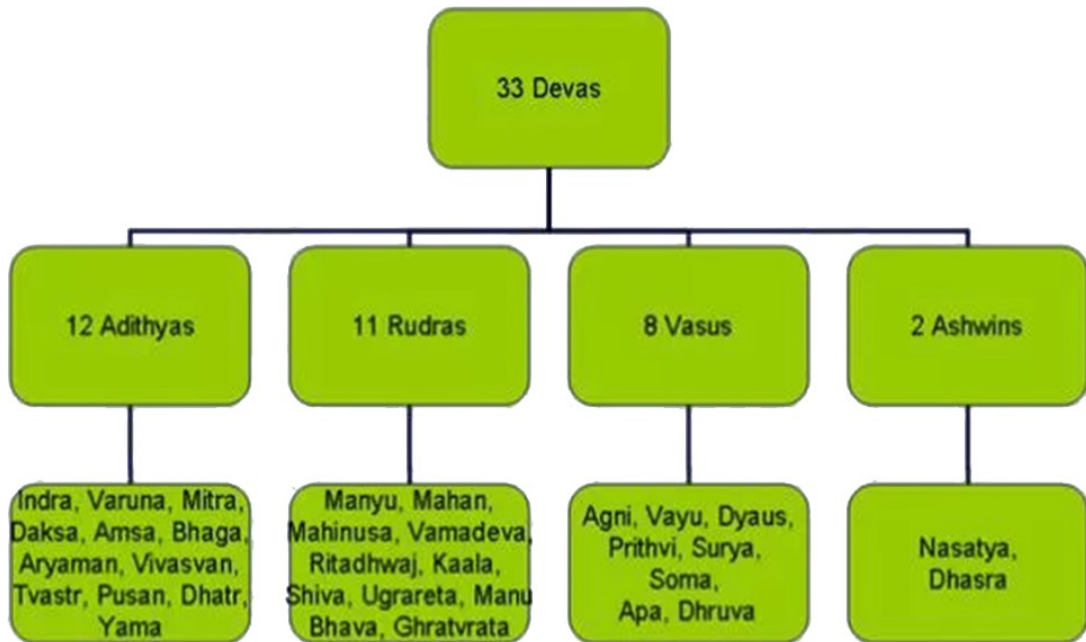 33 Devas
12 Adithyas
11 Rudras
8 Vasus
2 Ashwins
Indra, Varuna, Mitra,
Daksa, Amsa, Bhaga,
Aryaman, Vivasvan,
Tvastr, Pusan, Dhatr,
Yama
Manyu, Mahan,
Mahinusa, Vamadeva,
Ritadhwaj, Kaala,
Shiva, Ugrareta, Manu
Bhava, Ghratvrata
Agni, Vayu, Dyaus,
Prithvi, Surya,
Soma,
Apa, Dhruva
Nasatya,
Dhasra